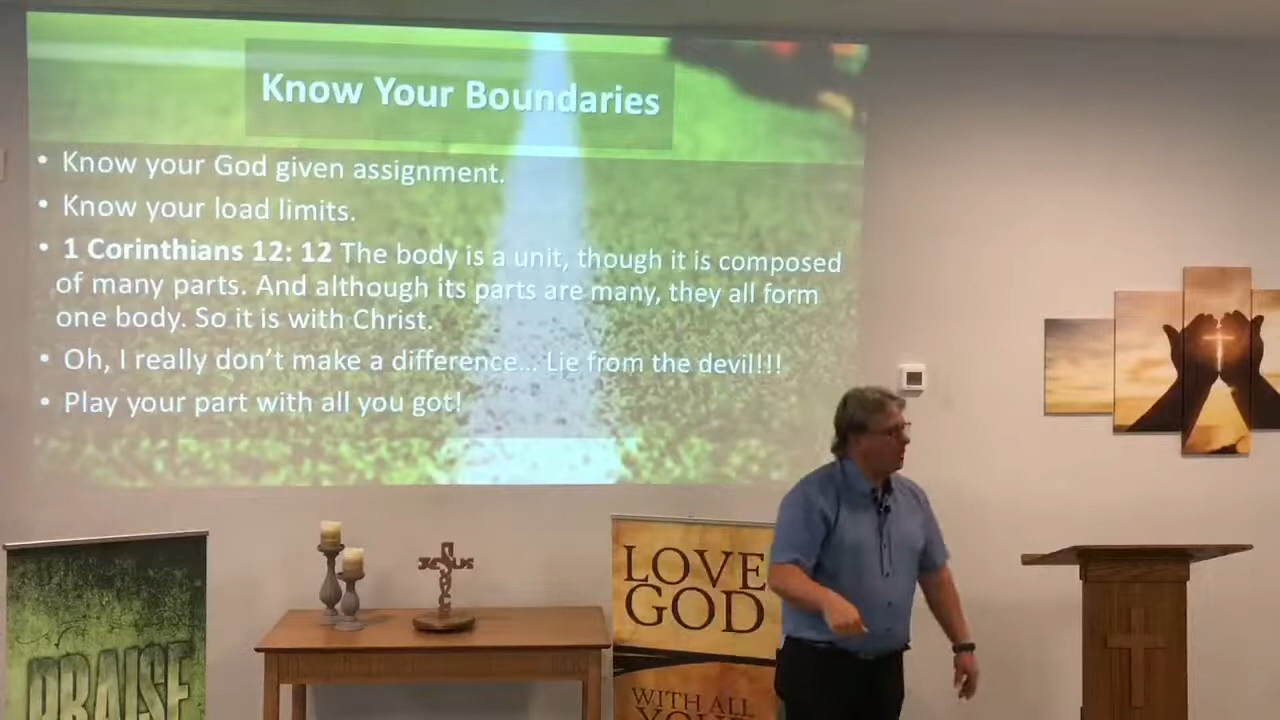 Know Your Boundaries
• Know your God given assignment.
• Know your load limits.
• 1 Corinthians 12: 12 The body is a unit, though it is composed
of many parts. And although its parts are many, they all form
one body. So it is with Christ.
• Oh, I really don't make a difference... Lie from the devil!!!
• Play your part with all you got!
JESUS
LOVE
GOD
WITH ALL
YOUR
PRAISE